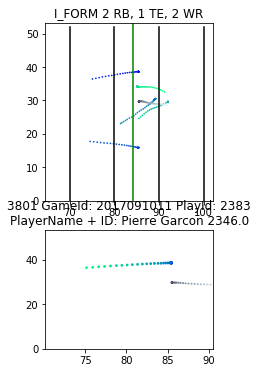 I_FORM 2 RB, 1 TE, 2 WR
50
40
30
20
10
0
70 80 90 100
3801 GameId: 2017091011 PlayId: 2383
PlayerName + ID: Pierre Garcon 2346.0
40
20
0
75 80 85 90